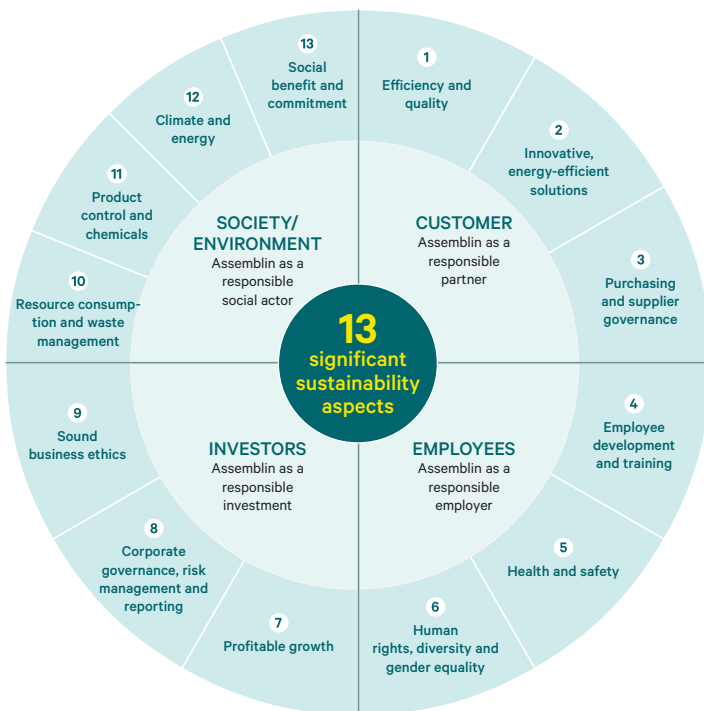 13
significant
sustainability
aspects
CUSTOMER
Assemblin as a
responsible
partner
1
Efficiency and
quality
2
Innovative,
energy-efficient
solutions
3
Purchasing
and supplier
governance
EMPLOYEES
Assemblin as a
responsible
employer
4
Employee
development
and training
5
Health and safety
6
Human
rights, diversity and
gender equality
INVESTORS
Assemblin as a
responsible
investment
7
Profitable growth
8
Corporate
governance, risk
management and
reporting
9
Sound
business ethics
SOCIETY/
ENVIRONMENT
Assemblin as a
responsible
social actor
10
Resource consump-
tion and waste
management
11
Product
control and
chemicals
12
Climate and
energy
13
Social
benefit and
commitment